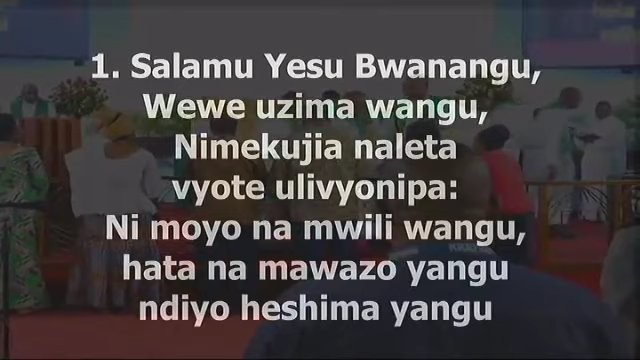 1. Salamu Yesu Bwanangu,
Wewe uzima wangu,
Nimekujia naleta
vyote ulivyonipa:
Ni moyo na mwili wangu,
hata na mawazo yangu
ndiyo heshima yangu